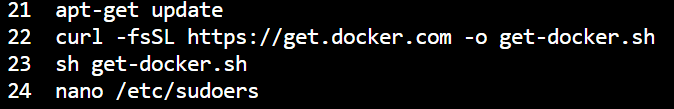 21 apt-get update
22 curl -fsSL https://get.docker.com -o get-docker.sh
23 sh get-docker.sh
24 nano /etc/sudoers